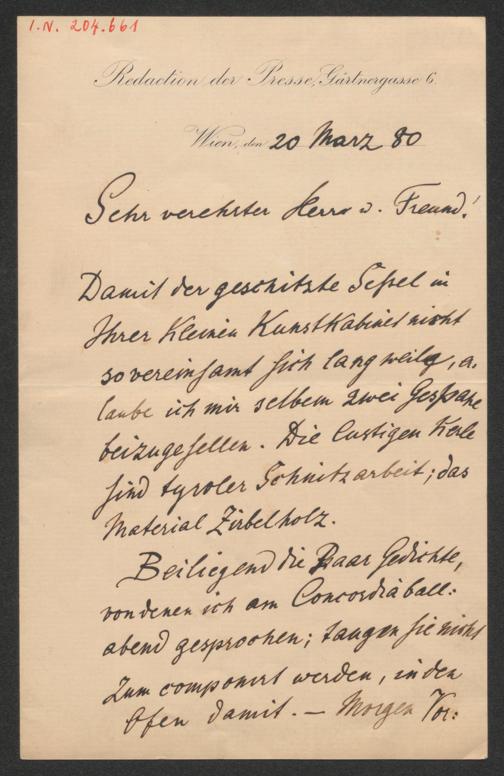 I.N. 204.661
Redaction der Presse, Gärtnergasse 6.
Wien, den 20 März 80
Sehr verehrter Herr u. Freund!
Damit der geschitzte Sessel in
Ihrer kleinen Kunstkabinet nicht
so vereinsamt sich langweile, er-
laube ich mir selbem zwei Gespane
beizugesellen. Die lustigen Kerle
sind tyroler Schnitzarbeit; das
Material Zirbelholz.
Beiliegend die Paar Gedichte,
von denen ich am Concordiaball:
abend gesprochen; taugen sie nicht
zum componirt werden, in den
Ofen damit. — Morgen Vor: